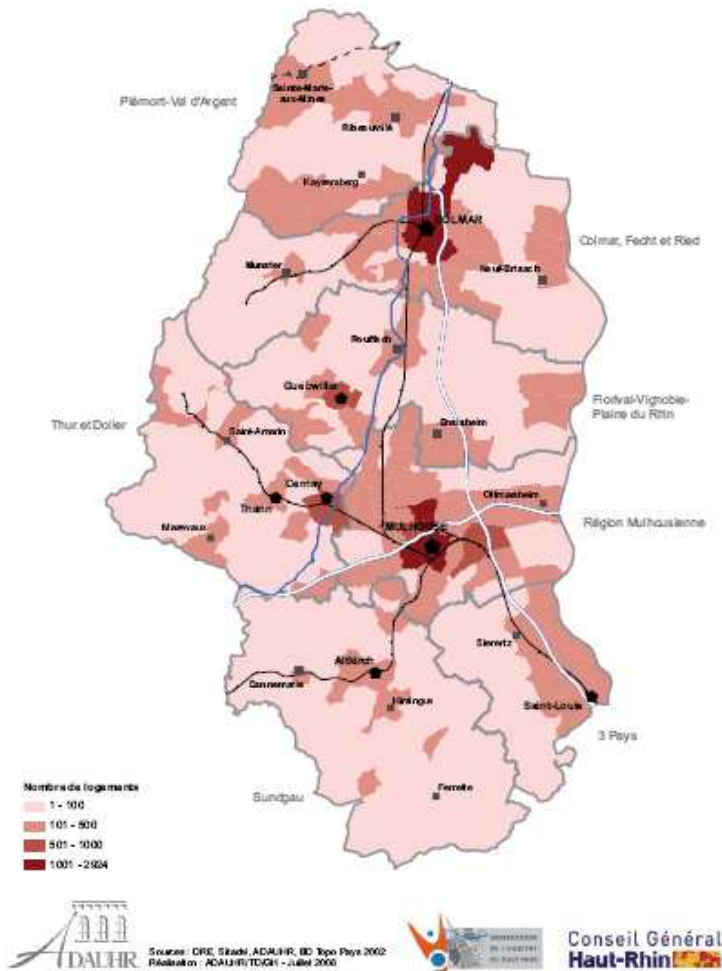 Sainte-Marie-
aux-Mines
Piémont-Val d'Argent
Ribeauvillé
Kaysersberg
COLMAR
Colmar, Fecht et Ried
Munster
Neuf-Brisach
Rouffach
Guebwiller
Florival-Vignoble-
Plaine du Rhin
Thur et Doller
Saint-Amarin
Ensisheim
Cernay
Ottmarsheim
Thann
MULHOUSE
Région Mulhousienne
Masevaux
Sierentz
Altkirch
Dannemarie
Hirsingue
Saint-Louis
3 Pays
Nombre de logements
1 - 100
Sundgau
Ferrette
101 - 500
501 - 1000
1001 - 2924
ADAUHR
Sources : DRE, Sitadel, ADAUHR, BD Topo Pays 2002
Réalisation : ADAUHR/TD/GH - Juillet 2008
Conseil Général
Haut-Rhin